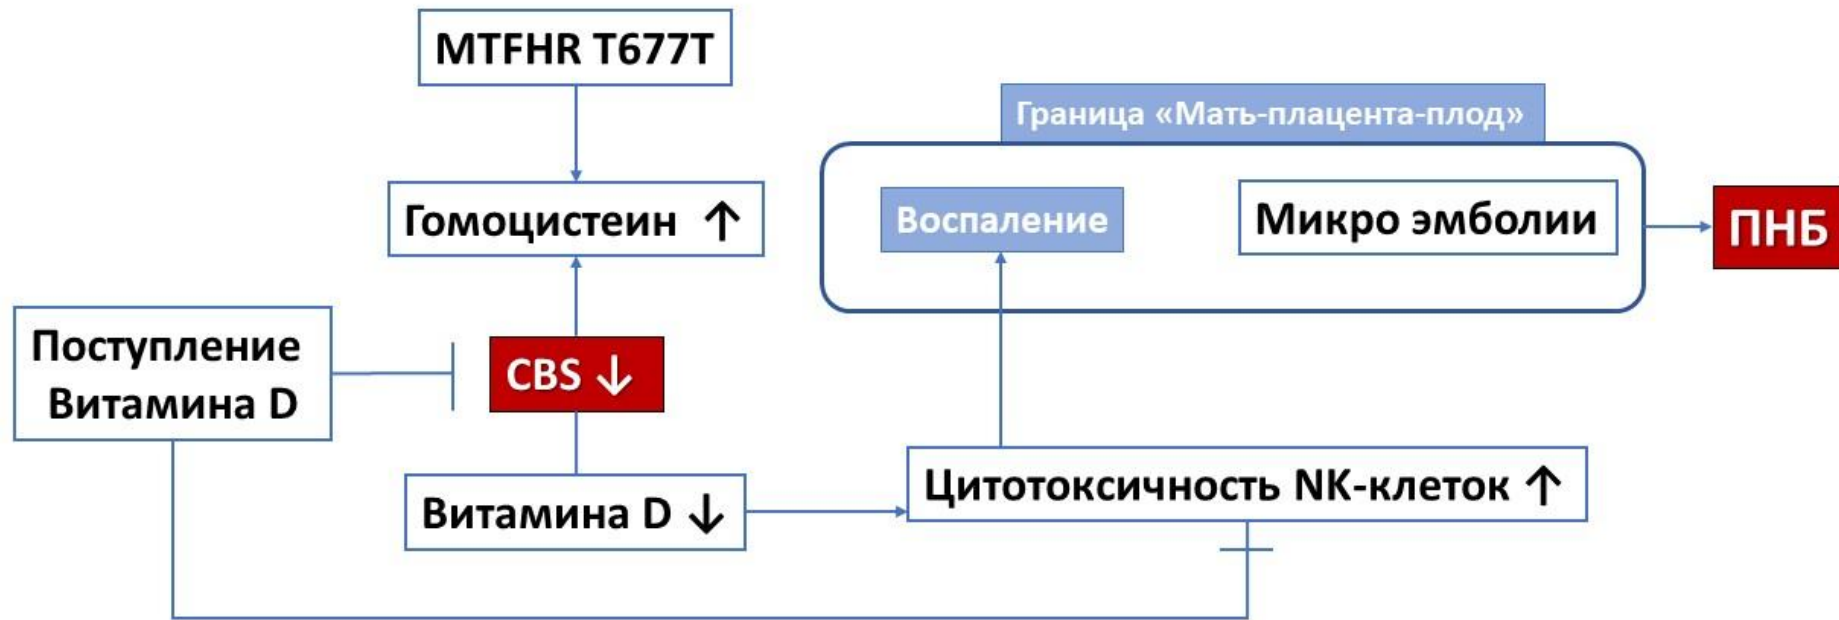 MTFHR T677T
Граница «Мать-плацента-плод»
Гомоцистеин ↑
Воспаление
Микро эмболии
ПНБ
Поступление
Витамина D
CBS ↓
Витамина D ↓
Цитотоксичность NK-клеток ↑